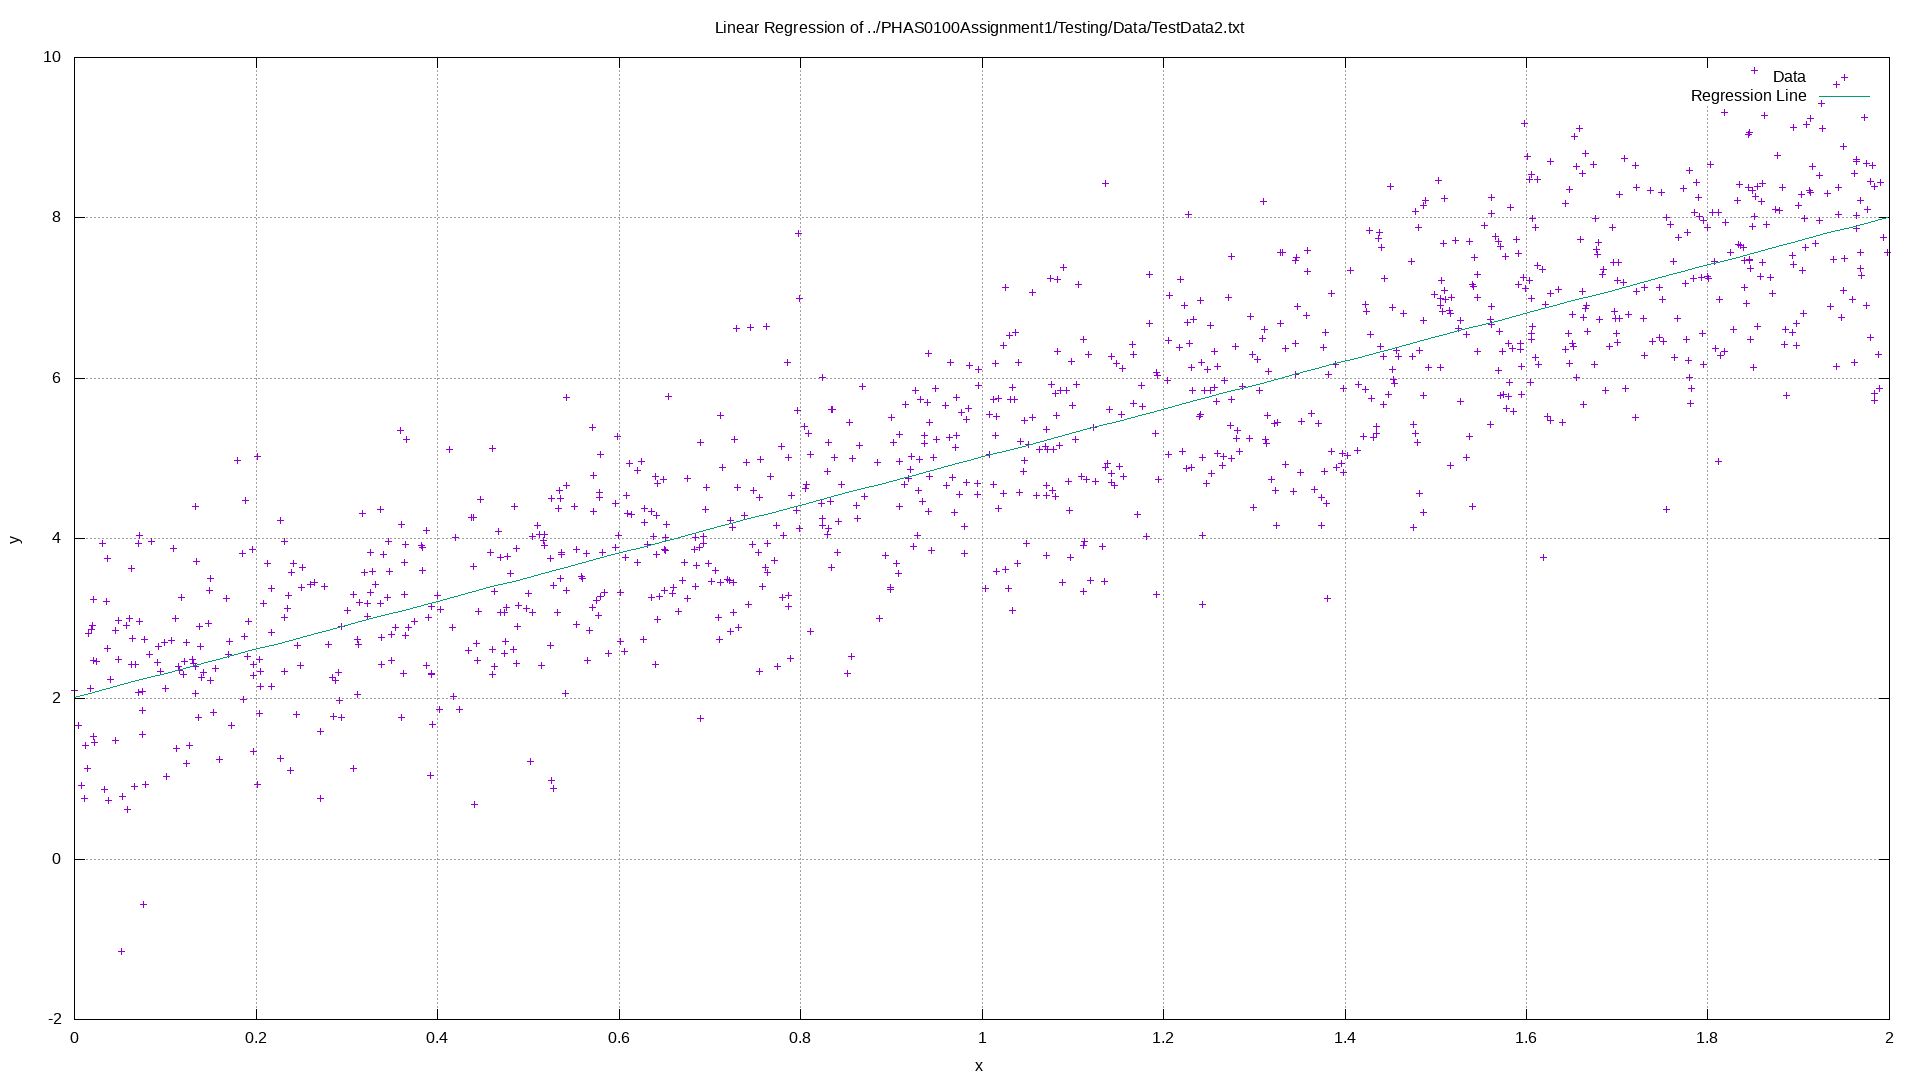 Linear Regression of ../PHAS0100Assignment1/Testing/Data/TestData2.txt
Data
Regression Line
10
8
6
4
2
0
-2
y
0 0.2 0.4 0.6 0.8 1 1.2 1.4 1.6 1.8 2
x